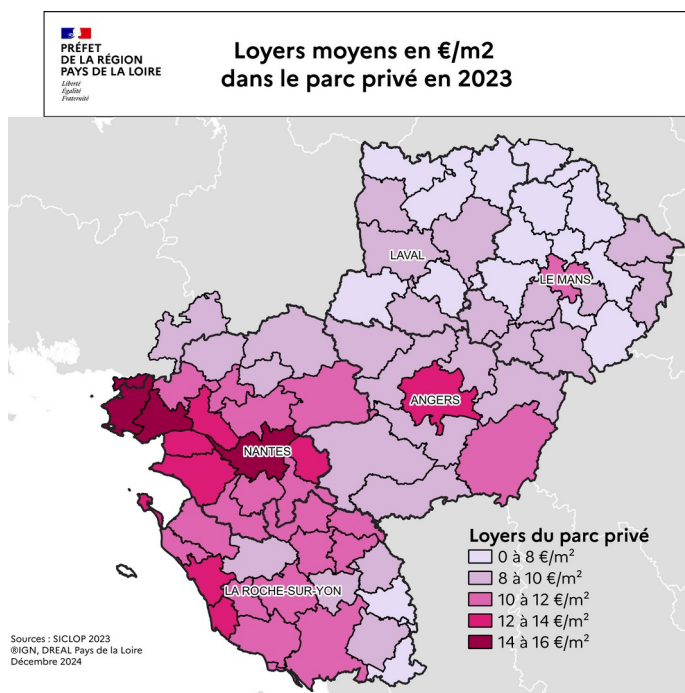 PRÉFET
DE LA RÉGION
PAYS DE LA LOIRE
Liberté
Égalité
Fraternité
Loyers moyens en €/m2
dans le parc privé en 2023
LAVAL
LE MANS
ANGERS
NANTES
LA ROCHE-SUR-YON
Loyers du parc privé
0 à 8 €/m²
8 à 10 €/m²
10 à 12 €/m²
12 à 14 €/m²
14 à 16 €/m²
Sources : SICLOP 2023
®IGN, DREAL Pays de la Loire
Décembre 2024